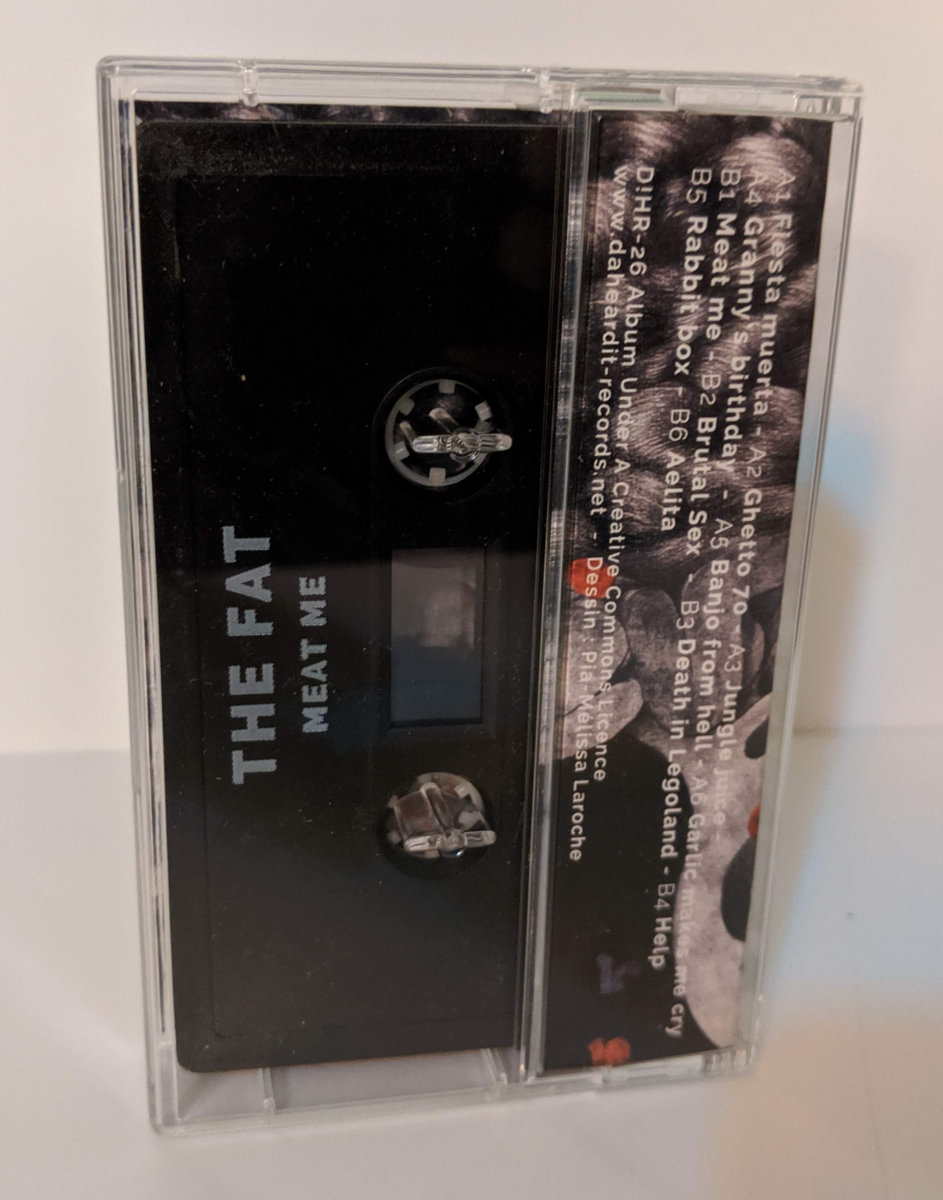 THE FAT
MEAT ME
A1 Fiesta muerta - A2 Ghetto 70 - A3 Jungle juice -
A4 Granny's birthday - A5 Banjo from hell - A6 Garlic makes me cry
B1 Meat me - B2 Brutal Sex - B3 Death in Legoland - B4 Help
B5 Rabbit box - B6 Aelita
D!HR-26 Album Under A Creative Commons Licence
www.daheardit-records.net - Dessin : Pia-Mélissa Laroche